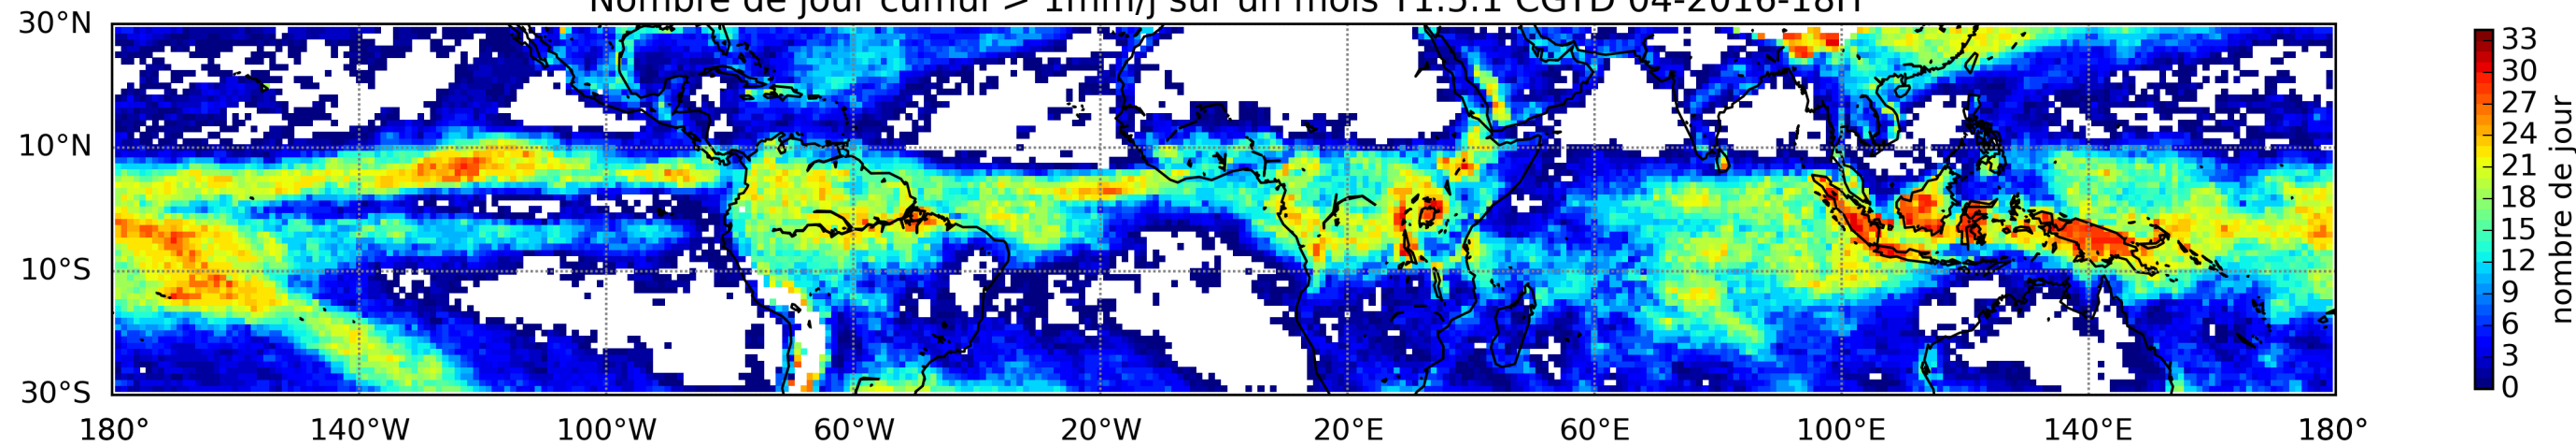 Nombre de jour cumul > 1mm/j sur un mois T1.5.1 CGTD 04-2016-18H
30°N
10°N
10°S
30°S
180° 140°W 100°W 60°W 20°W 20°E 60°E 100°E 140°E 180°
33
30
27
24
21
18
15
12
9
6
3
0
nombre de jour